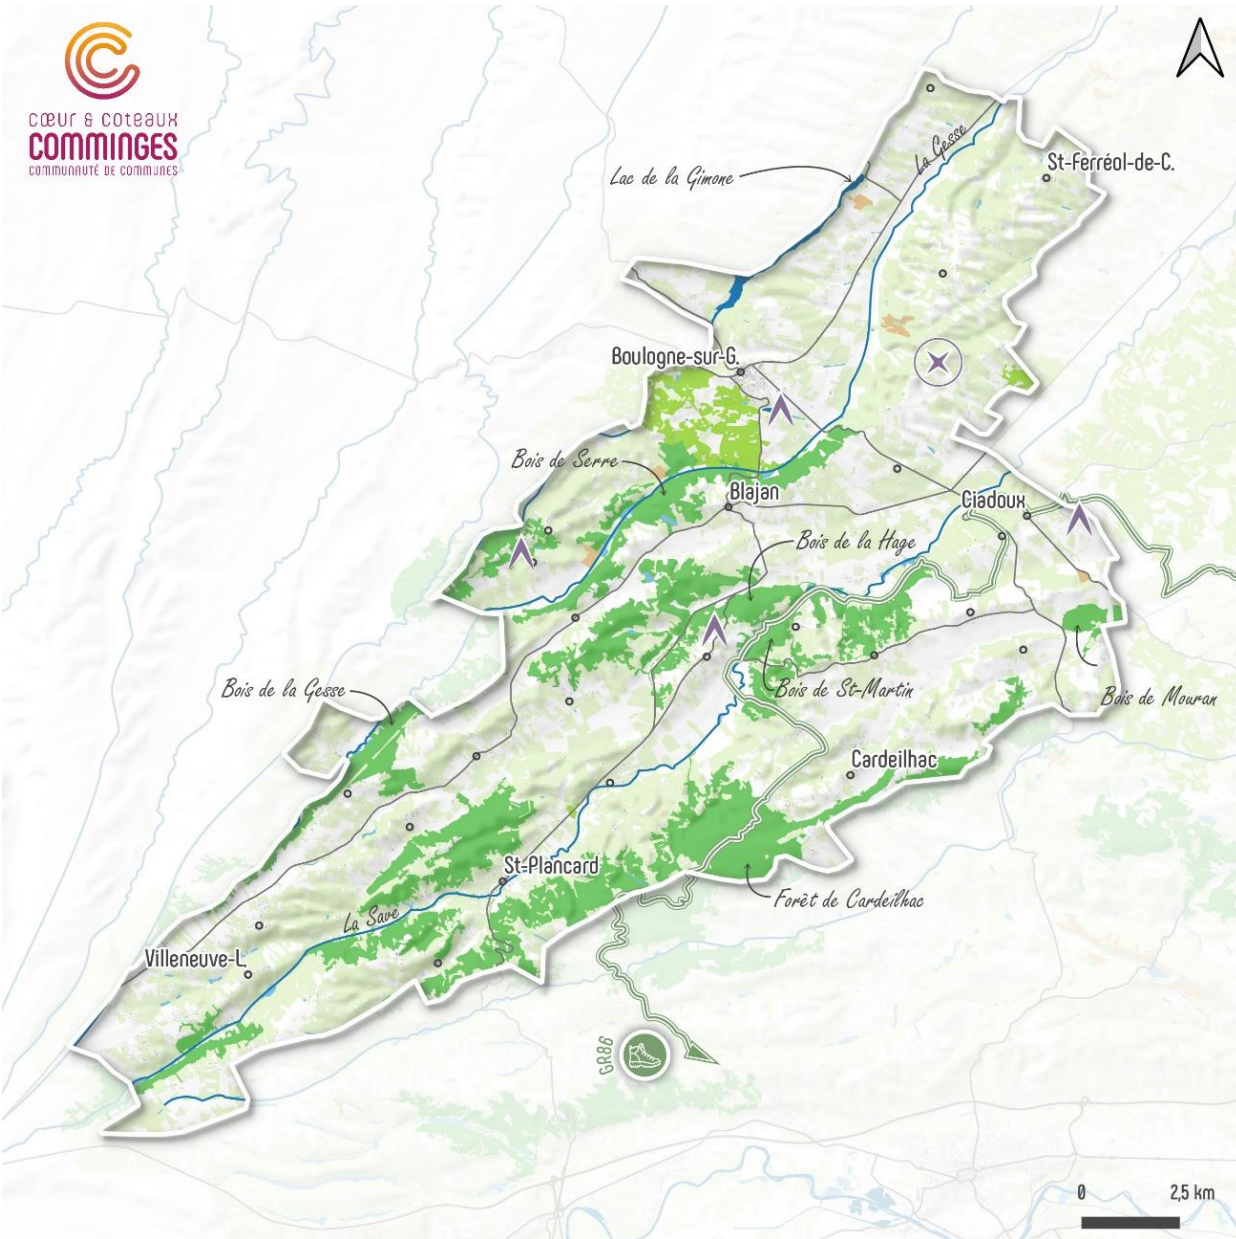 cœur & coteaux
COMMINGES
COMMUNAUTÉ DE COMMUNES
La Gesse
St-Ferréol-de-C.
Lac de la Gimone
Boulogne-sur-G.
Bois de Serre
Blajan
Ciadoux
Bois de la Hage
Bois de la Gesse
Bois de St-Martin
Bois de Mouran
Cardeilhac
St-Plancard
Forêt de Cardeilhac
La Save
Villeneuve-L.
GR86
0 2,5 km